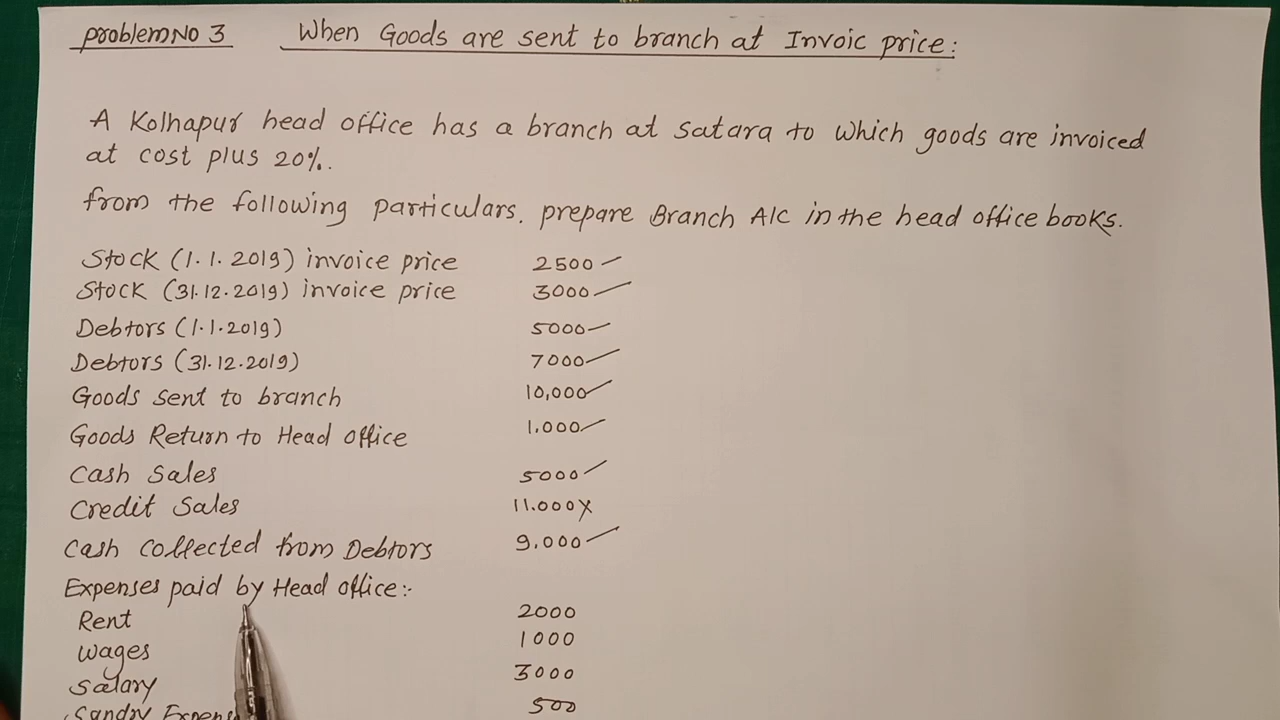 problem No 3 When Goods are sent to branch at Invoic price:
A Kolhapur head office has a branch at Satara to which goods are invoiced
at cost plus 20%.
from the following particulars. prepare Branch A/C in the head office books.
Stock (1.1.2019) invoice price 2500
Stock (31.12.2019) invoice price 3000
Debtors (1.1.2019) 5000
Debtors (31.12.2019) 7000
Goods sent to branch 10,000
Goods Return to Head office 1.000
Cash Sales 5000
Credit Sales 11.000 x
Cash collected from Debtors 9,000
Expenses paid by Head office:-
Rent 2000
Wages 1000
Salary 3000
Sandry Expens 500